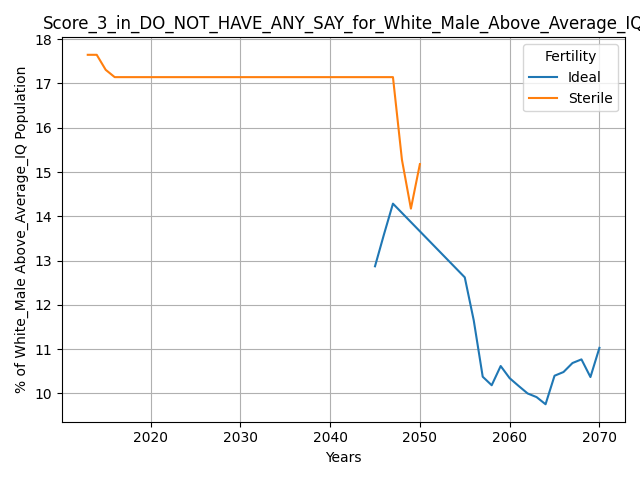 Score_3_in_DO_NOT_HAVE_ANY_SAY_for_White_Male_Above_Average_IQ
% of White_Male Above_Average_IQ Population
18
17
16
15
14
13
12
11
10
Fertility
Ideal
Sterile
2020 2030 2040 2050 2060 2070
Years